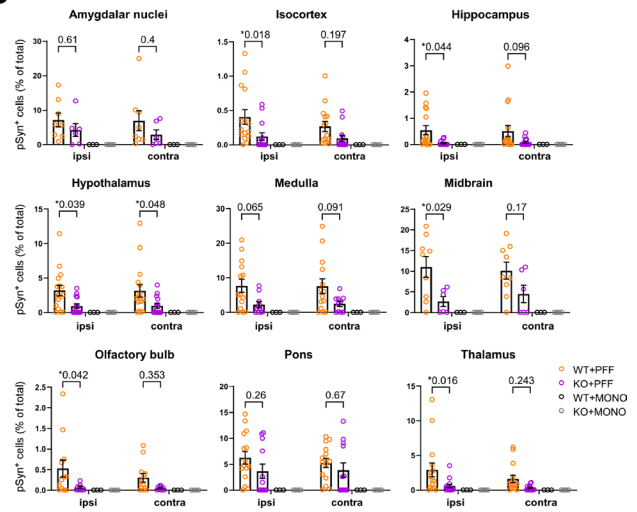 Amygdalar nuclei
pSyn+ cells (% of total)
30
20
10
0
0.61
0.4
ipsi
contra
Isocortex
1.5
1.0
0.5
0.0
*0.018
0.197
ipsi
contra
Hippocampus
4
3
2
1
0
*0.044
0.096
ipsi
contra
Hypothalamus
pSyn+ cells (% of total)
15
10
5
0
*0.039
*0.048
ipsi
contra
Medulla
30
20
10
0
0.065
0.091
ipsi
contra
Midbrain
25
20
15
10
5
0
*0.029
0.17
ipsi
contra
Olfactory bulb
pSyn+ cells (% of total)
2.5
2.0
1.5
1.0
0.5
0.0
*0.042
0.353
ipsi
contra
Pons
20
15
10
5
0
0.26
0.67
ipsi
contra
Thalamus
15
10
5
0
*0.016
0.243
ipsi
contra
WT+PFF
KO+PFF
WT+MONO
KO+MONO